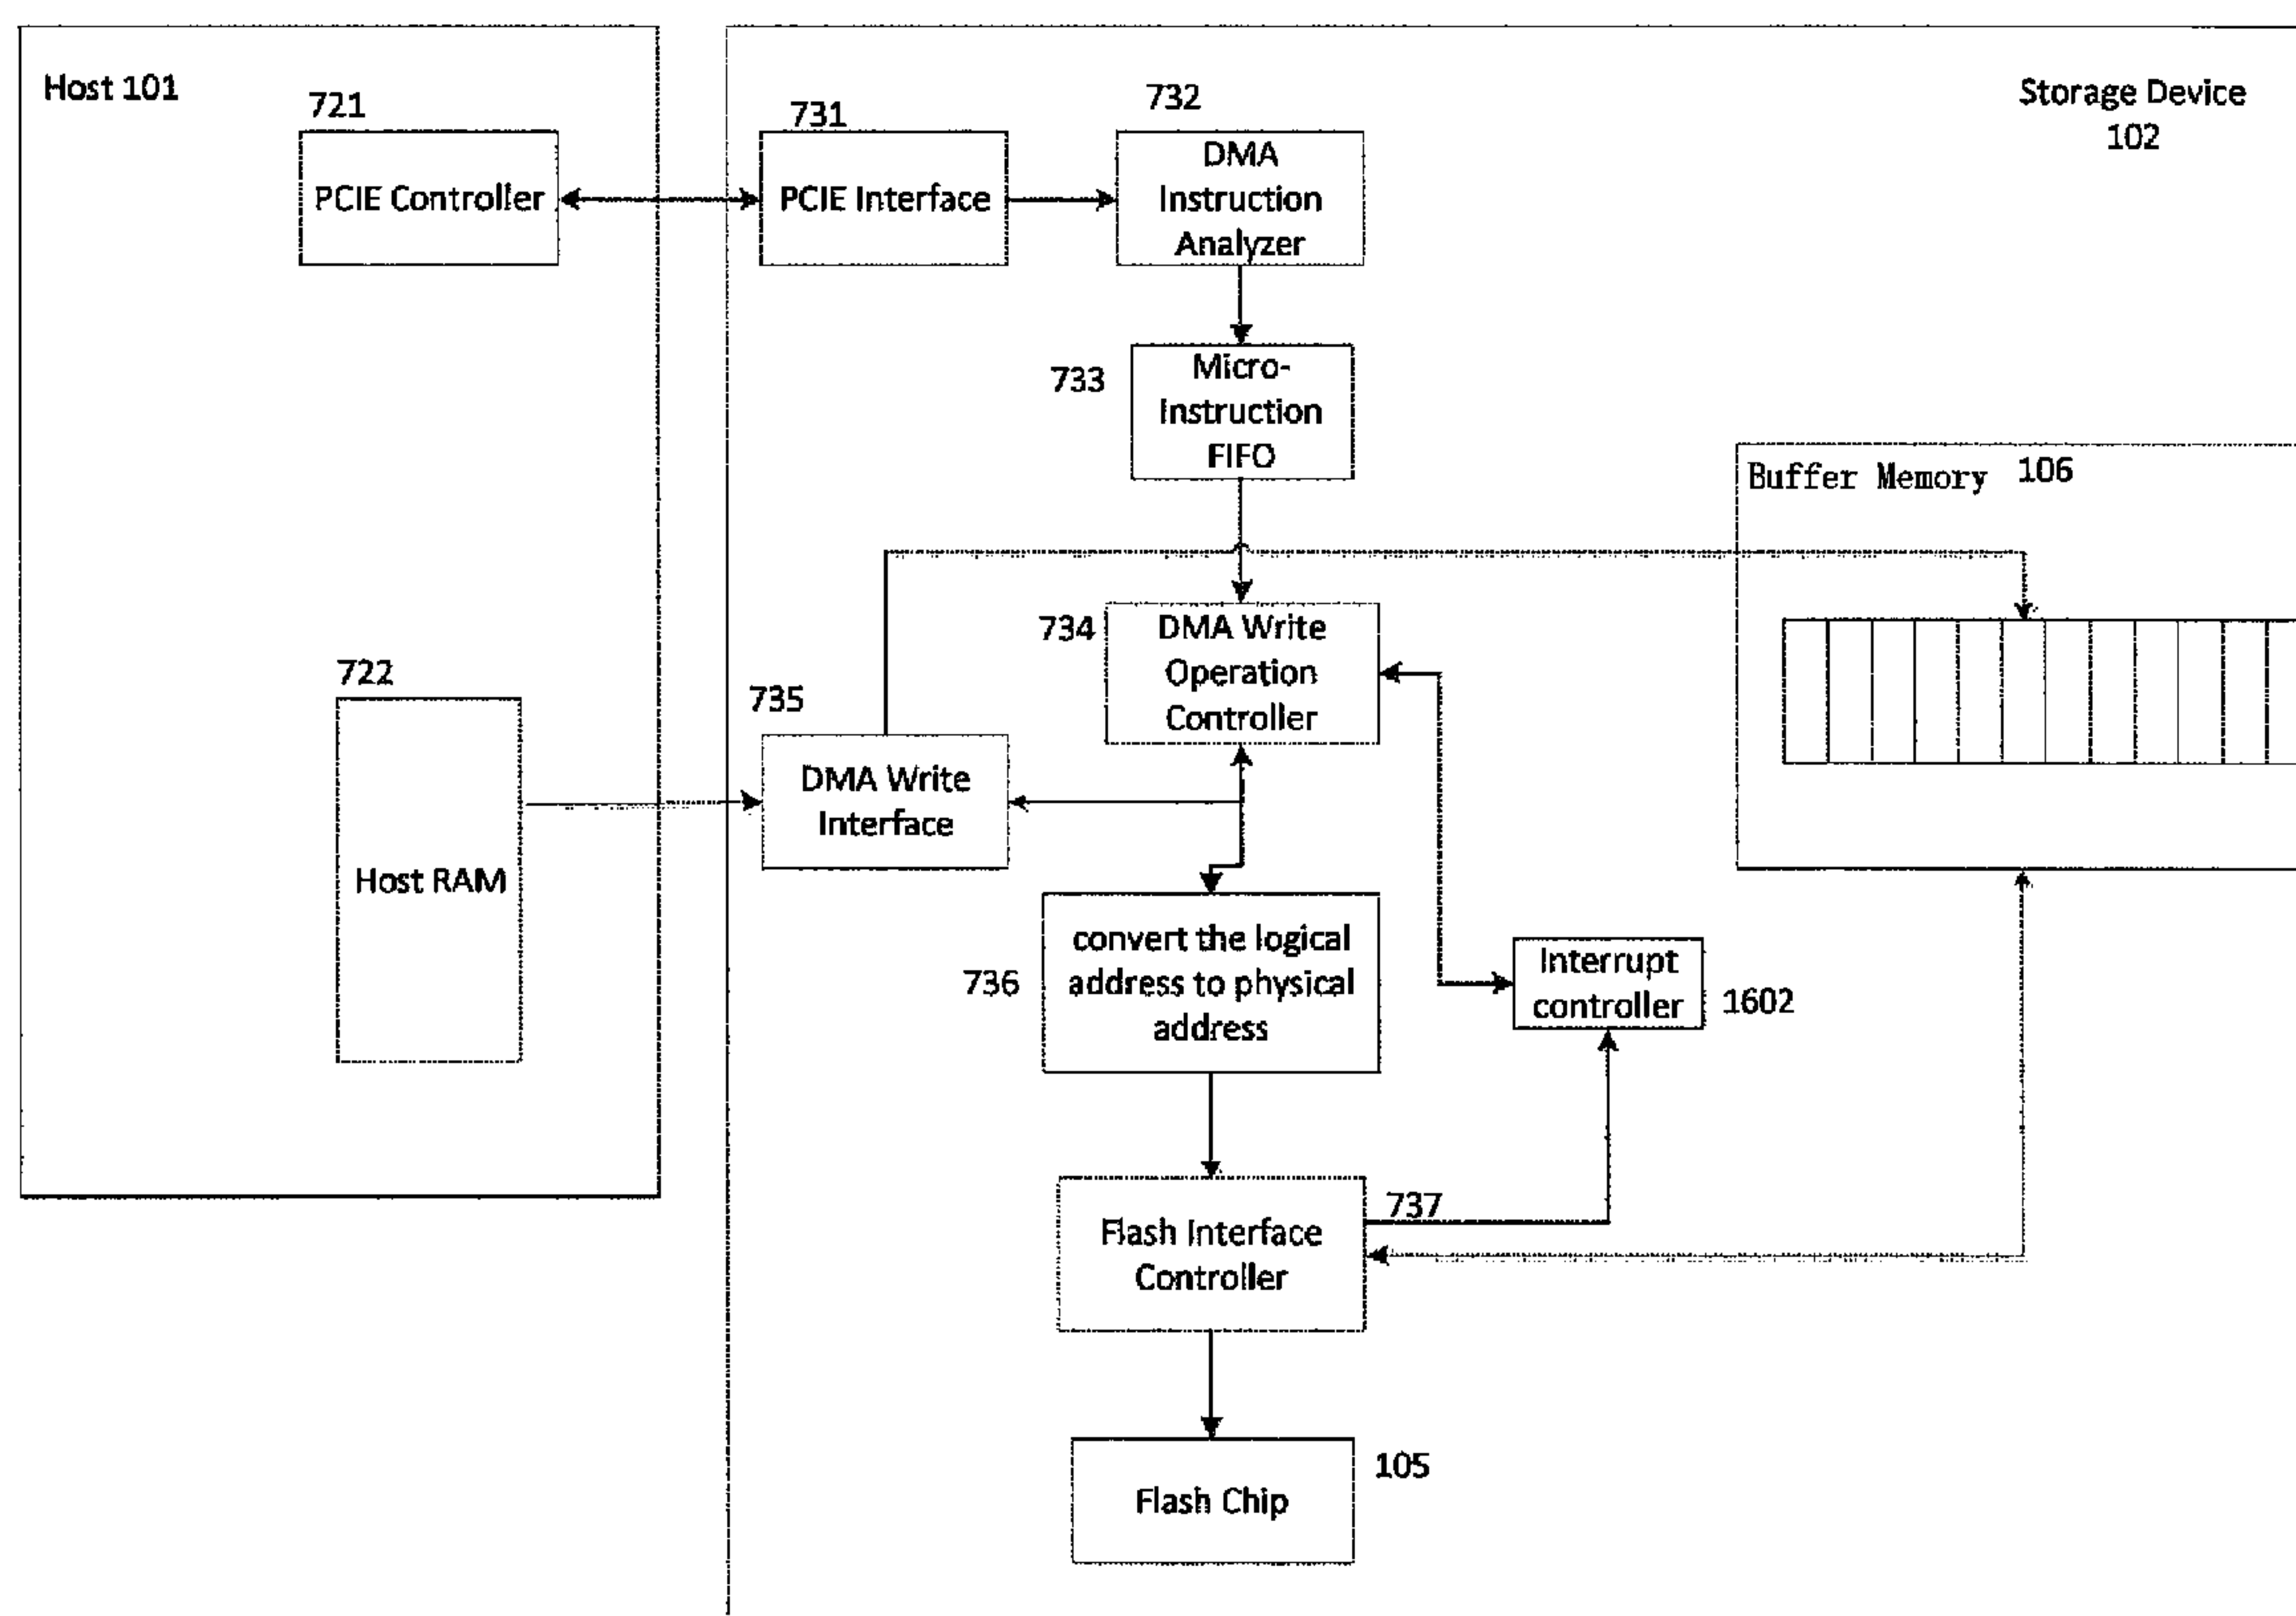 Host 101
721
PCIE Controller
731
PCIE Interface
732
DMA
Instruction
Analyzer
Storage Device
102
733
Micro-
Instruction
FIFO
Buffer Memory 106
734
DMA Write
Operation
Controller
722
Host RAM
735
DMA Write
Interface
736
convert the logical
address to physical
address
Interrupt
controller
1602
737
Flash Interface
Controller
105
Flash Chip